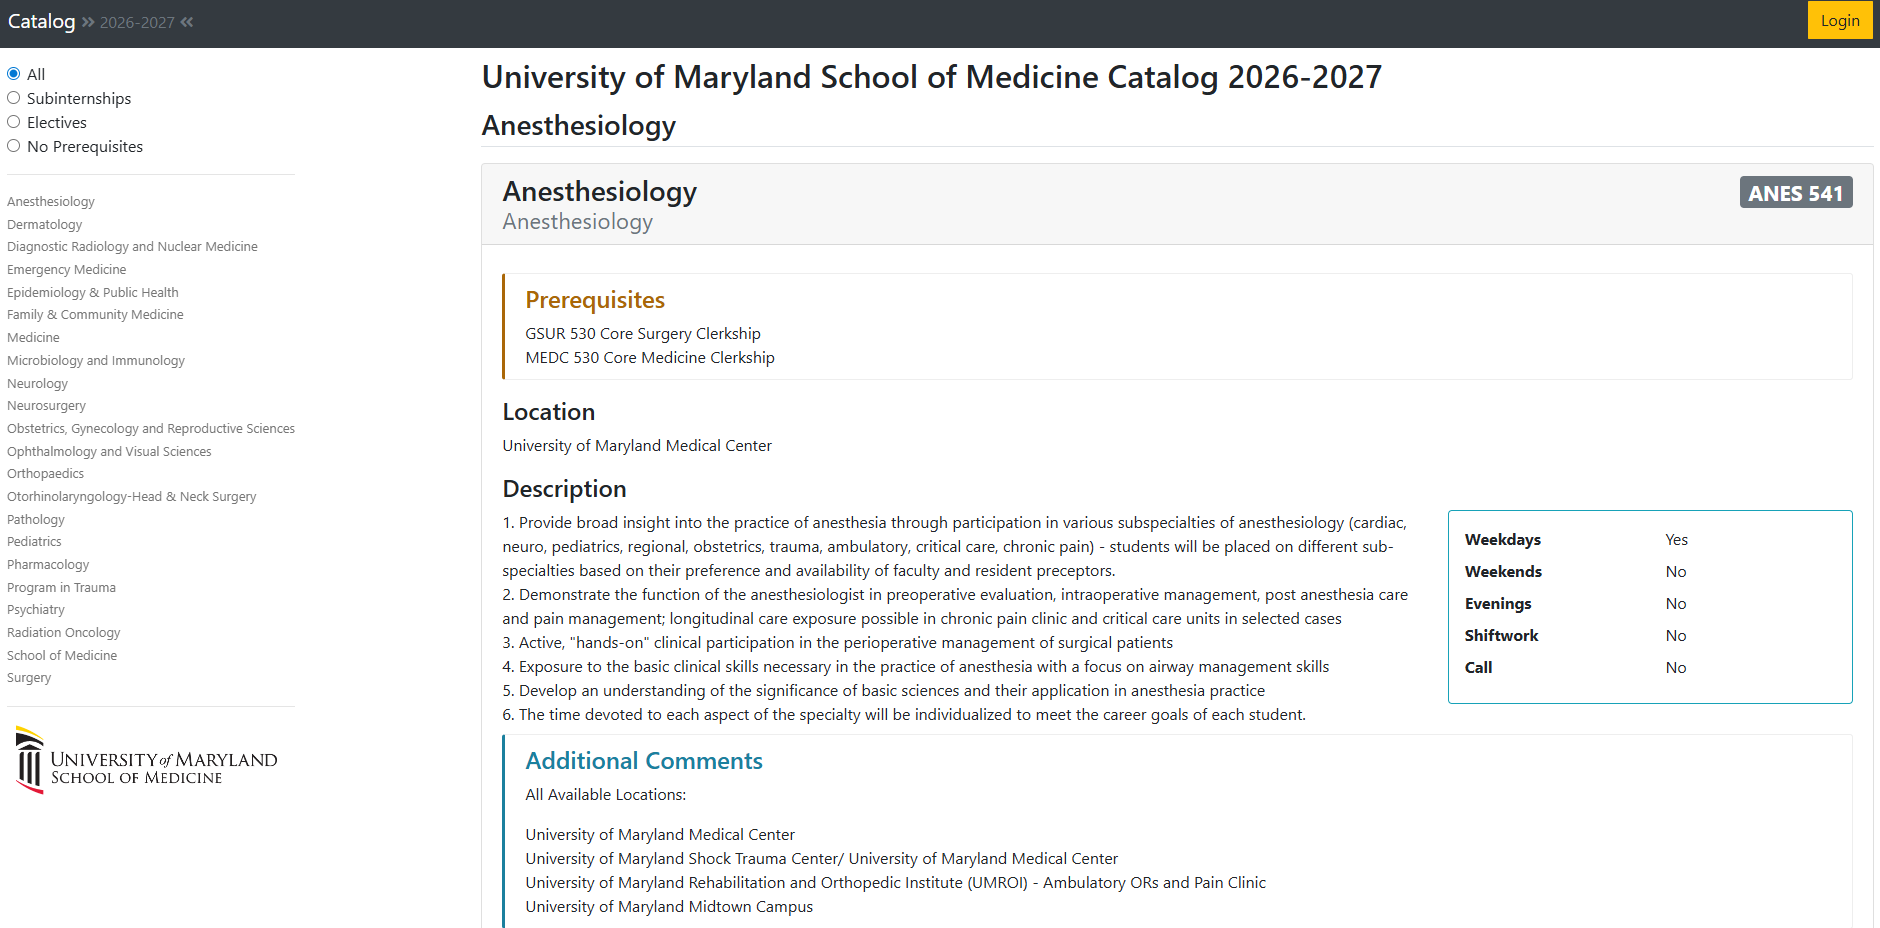 Catalog » 2026-2027 «
Login
All
Subinternships
Electives
No Prerequisites
Anesthesiology
Dermatology
Diagnostic Radiology and Nuclear Medicine
Emergency Medicine
Epidemiology & Public Health
Family & Community Medicine
Medicine
Microbiology and Immunology
Neurology
Neurosurgery
Obstetrics, Gynecology and Reproductive Sciences
Ophthalmology and Visual Sciences
Orthopaedics
Otorhinolaryngology-Head & Neck Surgery
Pathology
Pediatrics
Pharmacology
Program in Trauma
Psychiatry
Radiation Oncology
School of Medicine
Surgery
UNIVERSITY of MARYLAND
SCHOOL OF MEDICINE
University of Maryland School of Medicine Catalog 2026-2027
Anesthesiology
Anesthesiology
ANES 541
Anesthesiology
Prerequisites
GSUR 530 Core Surgery Clerkship
MEDC 530 Core Medicine Clerkship
Location
University of Maryland Medical Center
Description
1. Provide broad insight into the practice of anesthesia through participation in various subspecialties of anesthesiology (cardiac,
neuro, pediatrics, regional, obstetrics, trauma, ambulatory, critical care, chronic pain) - students will be placed on different sub-
specialties based on their preference and availability of faculty and resident preceptors.
2. Demonstrate the function of the anesthesiologist in preoperative evaluation, intraoperative management, post anesthesia care
and pain management; longitudinal care exposure possible in chronic pain clinic and critical care units in selected cases
3. Active, "hands-on" clinical participation in the perioperative management of surgical patients
4. Exposure to the basic clinical skills necessary in the practice of anesthesia with a focus on airway management skills
5. Develop an understanding of the significance of basic sciences and their application in anesthesia practice
6. The time devoted to each aspect of the specialty will be individualized to meet the career goals of each student.
Weekdays Yes
Weekends No
Evenings No
Shiftwork No
Call No
Additional Comments
All Available Locations:
University of Maryland Medical Center
University of Maryland Shock Trauma Center/ University of Maryland Medical Center
University of Maryland Rehabilitation and Orthopedic Institute (UMROI) - Ambulatory ORs and Pain Clinic
University of Maryland Midtown Campus